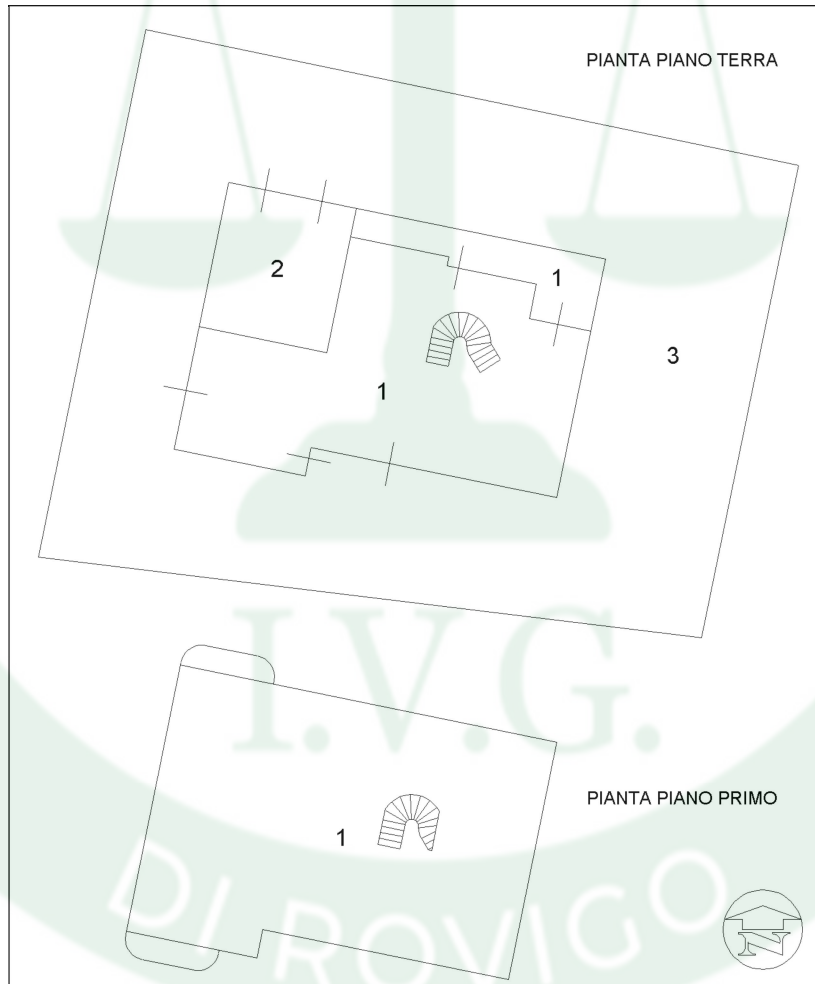 PIANTA PIANO TERRA
2
1
3
1
I.V.G.
PIANTA PIANO PRIMO
1
DI ROVIGO
N